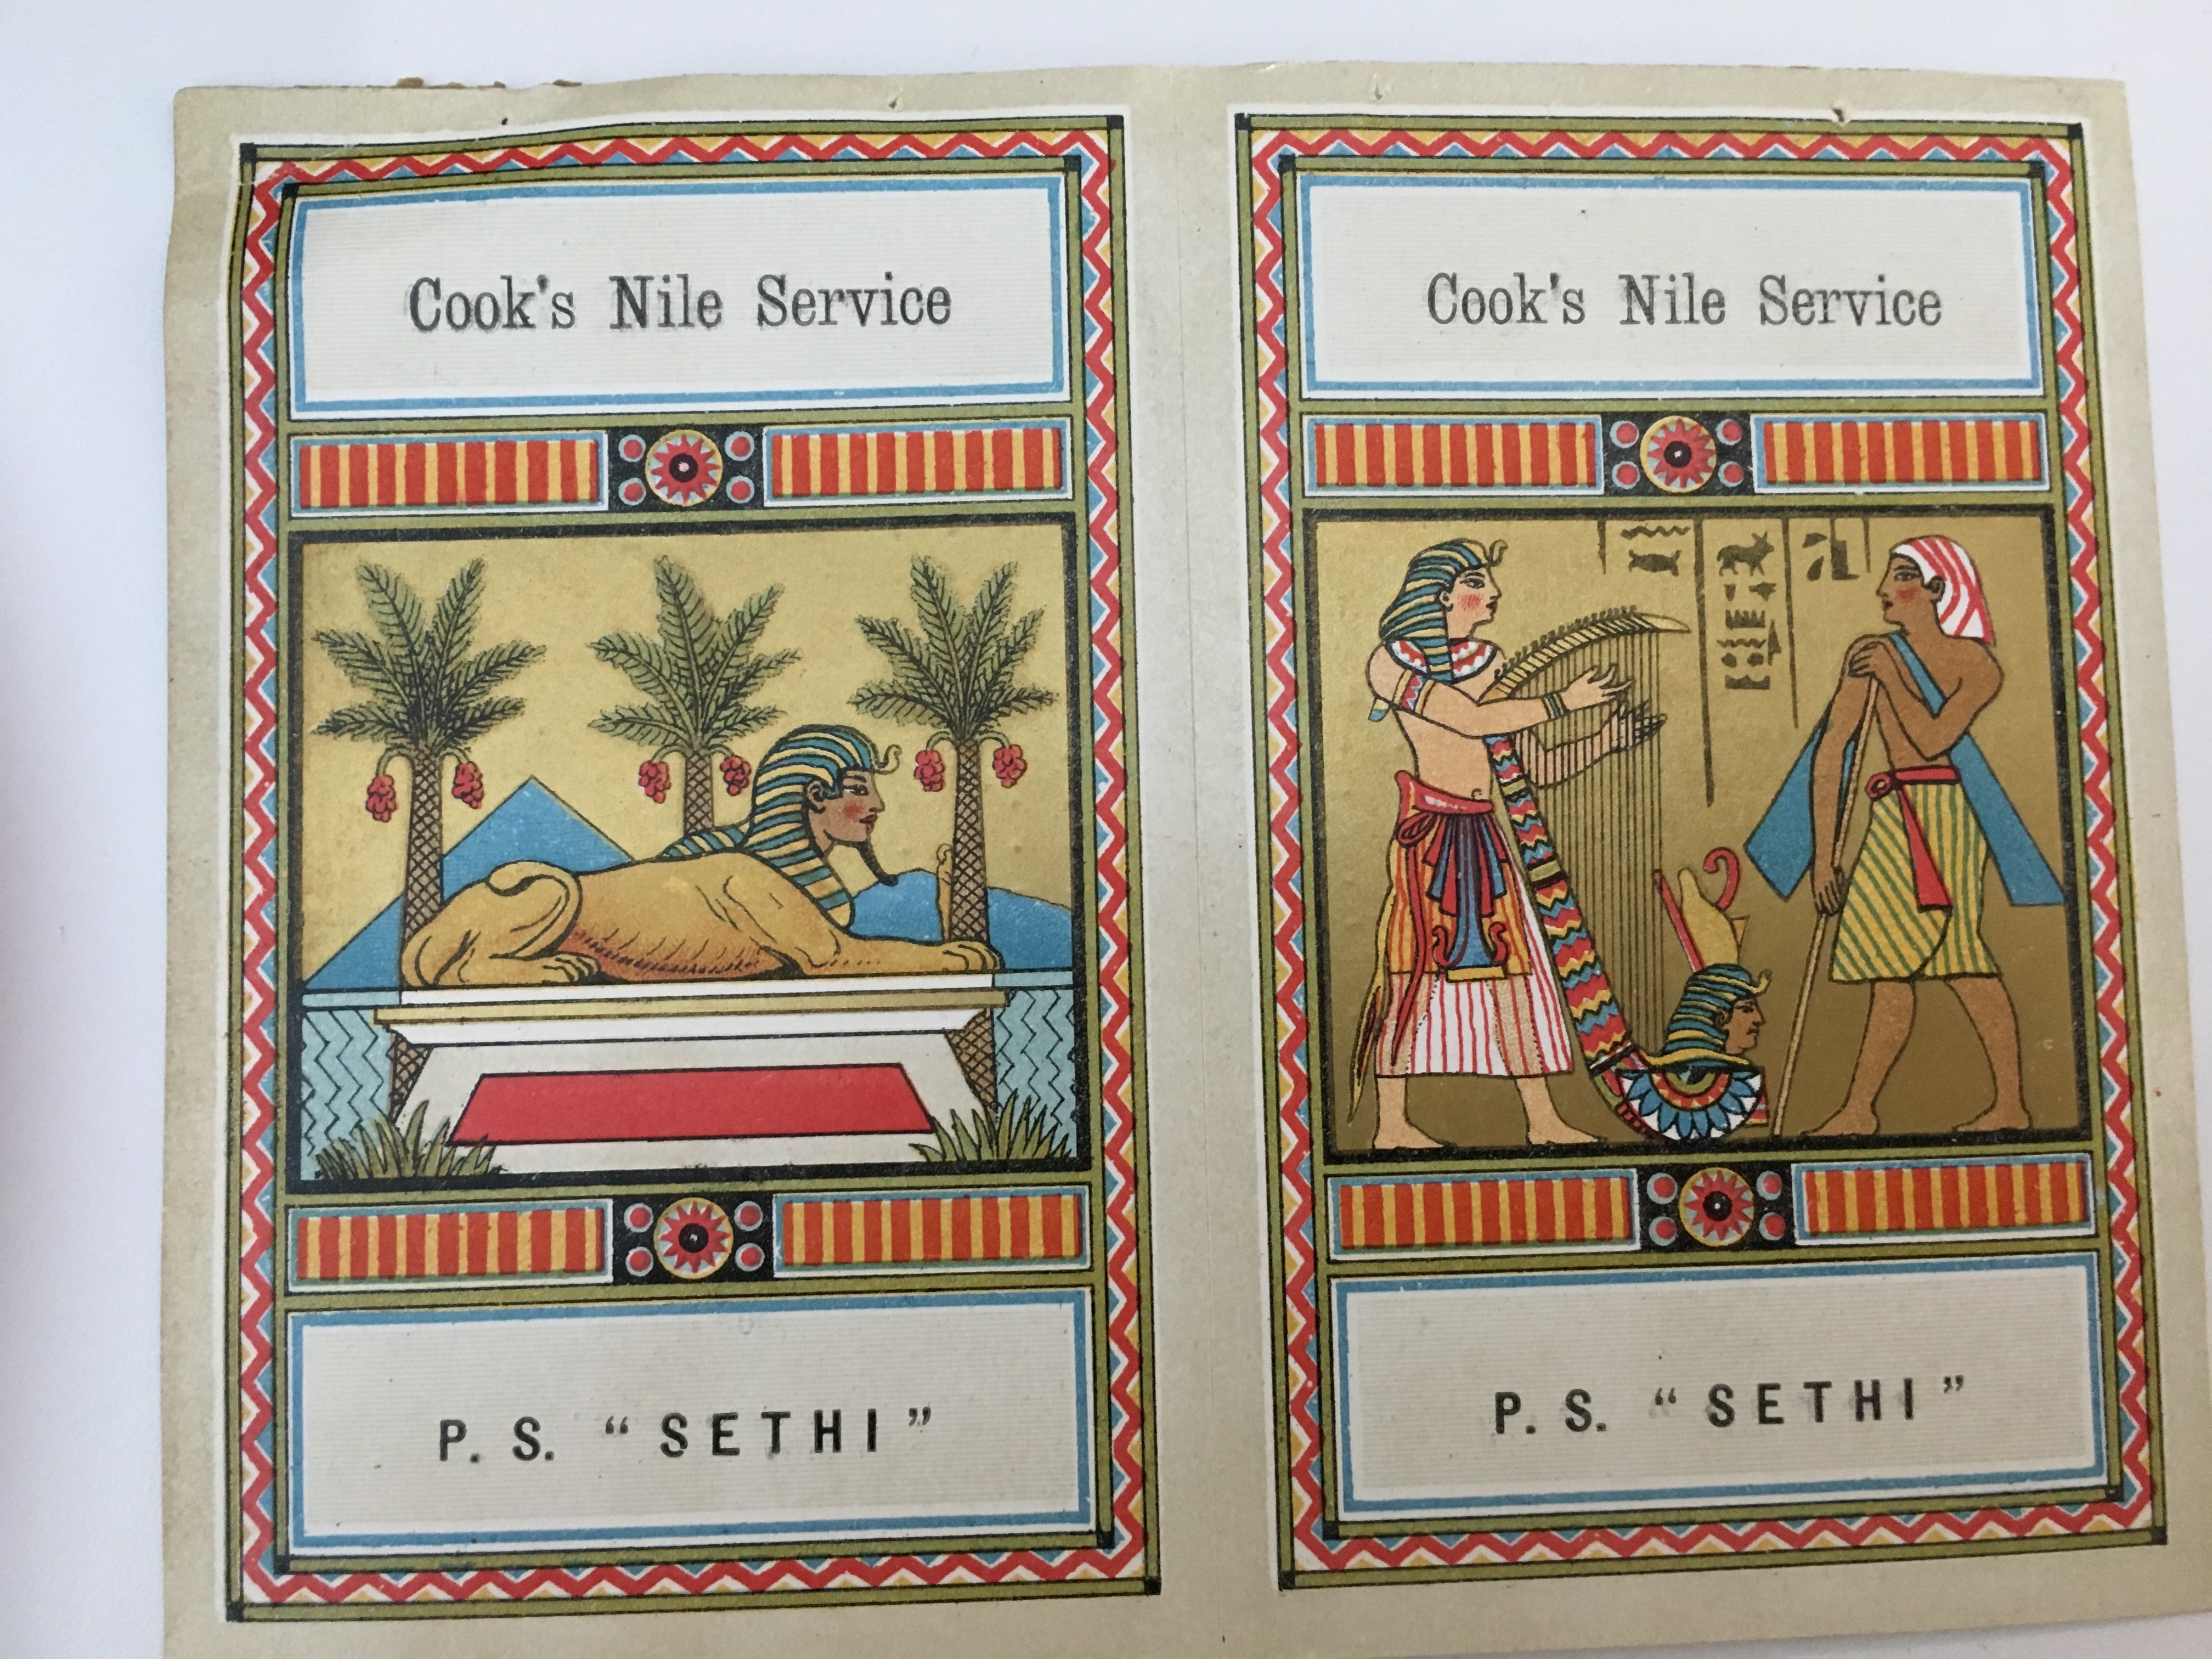 Cook's Nile Service
P. S. “ SETHI ”
Cook's Nile Service
P. S. “ SETHI ”